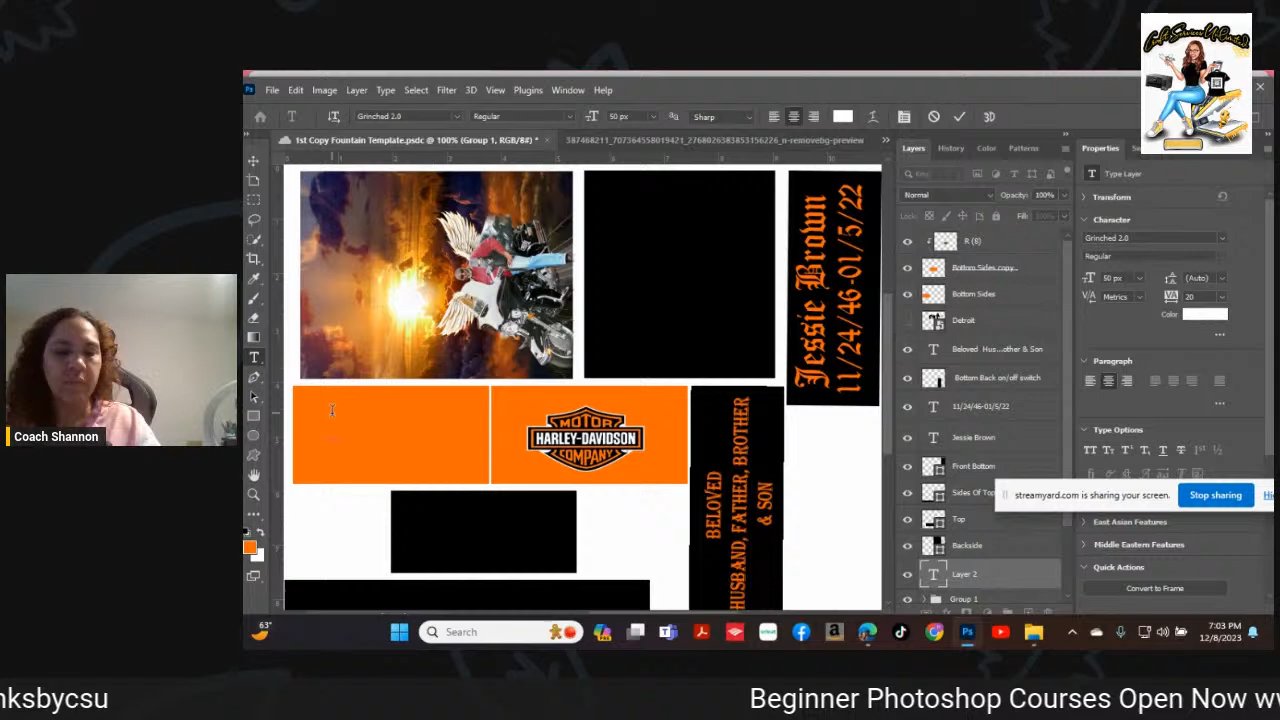 File Edit Image Layer Type Select Filter 3D View Plugins Window Help
Grinched 2.0 Regular 50 px Sharp 3D
1st Copy Fountain Template.psdc @ 100% (Group 1, RGB/8#) *
387468211_707364558019421_2768026383853156226_n-removebg-preview
Layers History Color Patterns
Properties
Type Layer
Normal Opacity: 100%
Transform
Lock: Fill: 100%
Character
R (8)
Grinched 2.0
Bottom Sides copy...
Regular
50 px (Auto)
Bottom Sides
Metrics 20
Color
Detroit
Beloved Hus...other & Son
Paragraph
Bottom Back on/off switch
11/24/46-01/5/22
Type Options
Jessie Brown
Front Bottom
Sides Of Top
streamyard.com is sharing your screen. Stop sharing
Top
East Asian Features
Backside
Middle Eastern Features
Layer 2
Quick Actions
Convert to Frame
Group 1
Jessie Brown
11/24/46-01/5/22
MOTOR
HARLEY-DAVIDSON
COMPANY
BELOVED
HUSBAND, FATHER, BROTHER
& SON
Coach Shannon
63°
Search
7:03 PM
12/8/2023
nksbycsu
Beginner Photoshop Courses Open Now w